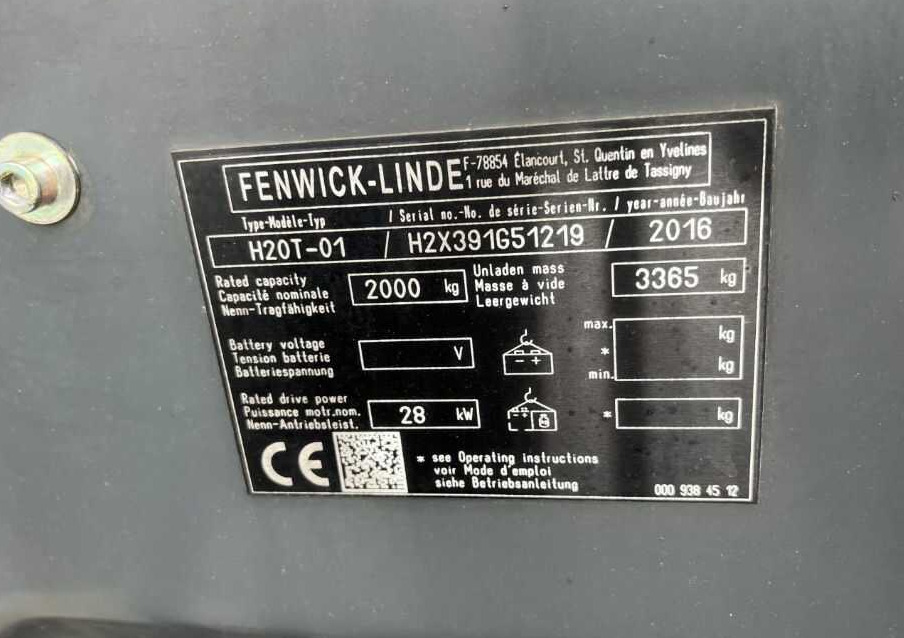 FENWICK-LINDE
F-78854 Élancourt, St. Quentin en Yvelines
1 rue du Maréchal de Lattre de Tassigny
Type-Modèle-Typ / Serial no.-No. de série-Serien-Nr. / year-année-Baujahr
H20T-01 / H2X391G51219 / 2016
Rated capacity
Capacité nominale
Nenn-Tragfähigkeit
2000 kg
Unladen mass
Masse à vide
Leergewicht
3365 kg
Battery voltage
Tension batterie
Batteriespannung
V
- +
max.
*
min.
kg
kg
Rated drive power
Puissance motr.nom.
Nenn-Antriebsleist.
28 kW
*
kg
CE
* see Operating instructions
voir Mode d'emploi
siehe Betriebsanleitung
000 938 45 12